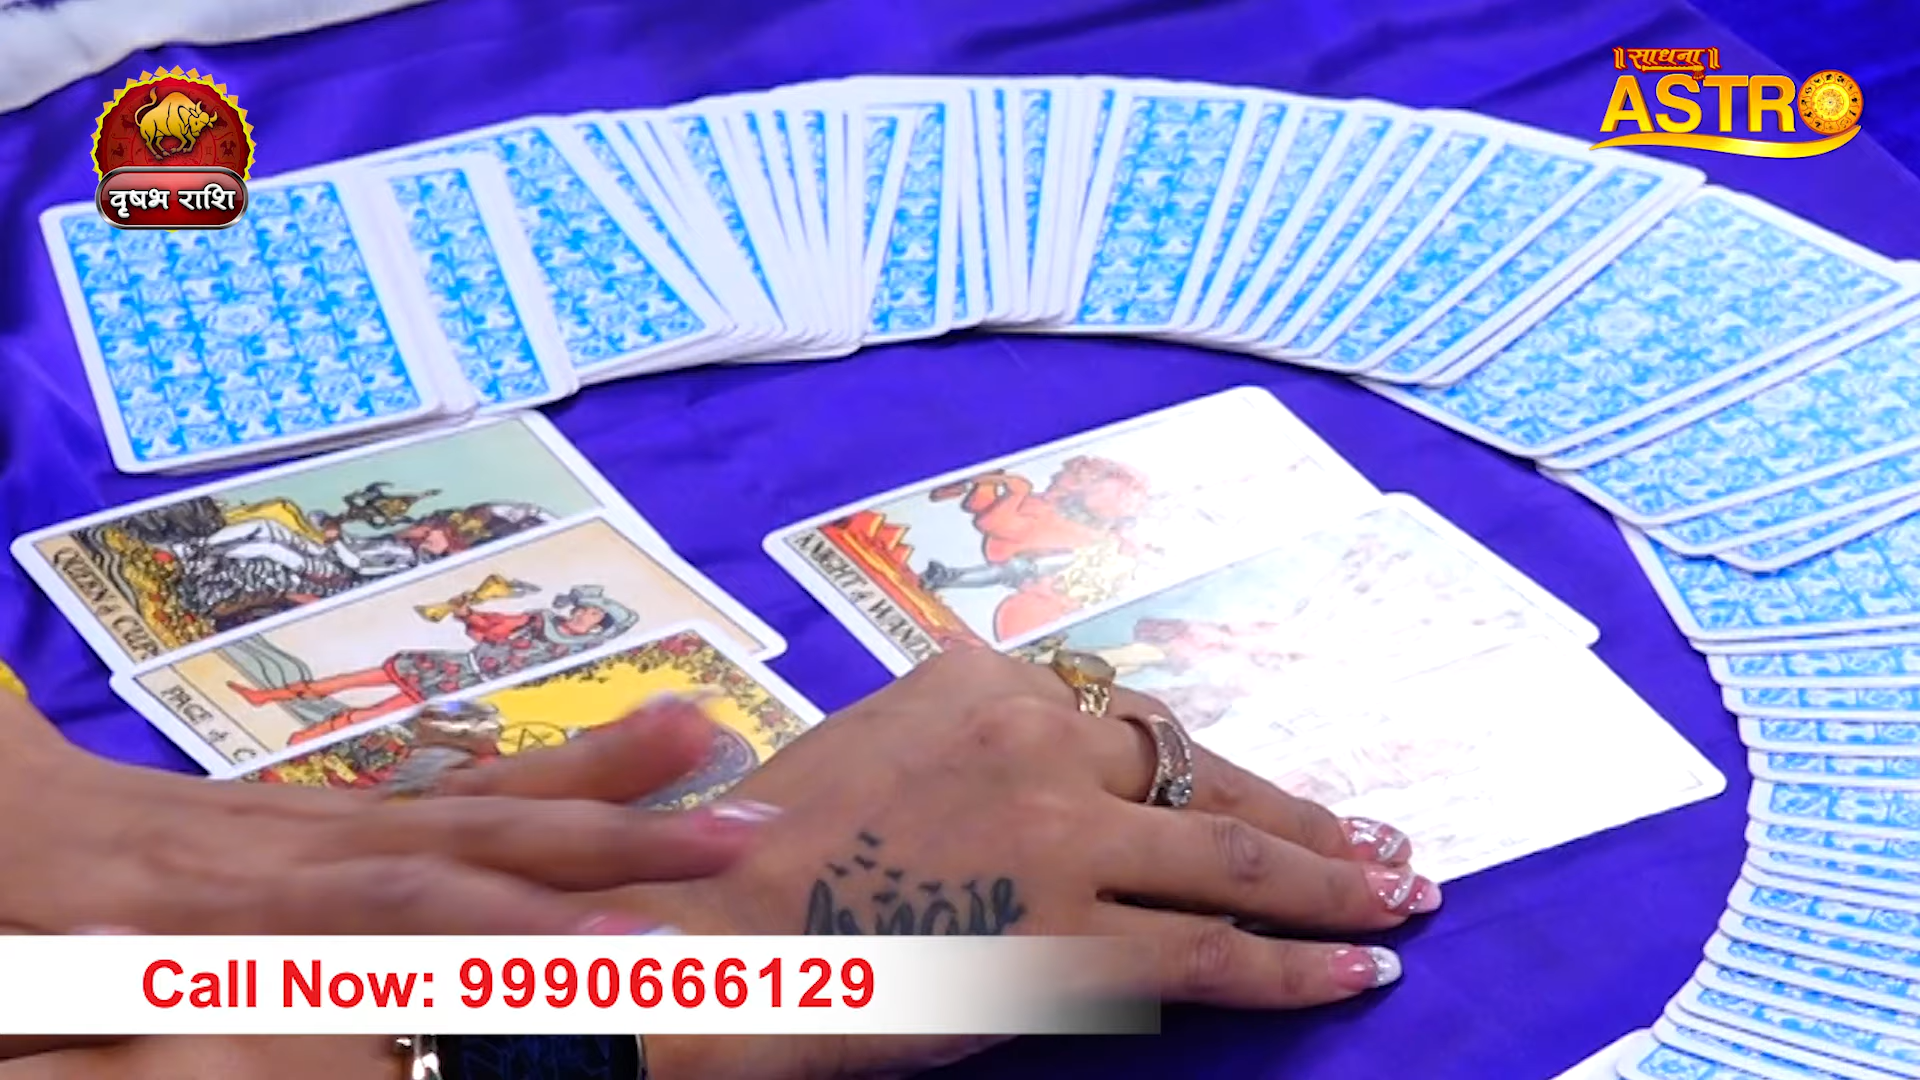 ॥साधना॥
ASTRO
वृषभ राशि
QUEEN of CUPS
PAGE of C
KNIGHT of WANDS
Call Now: 9990666129